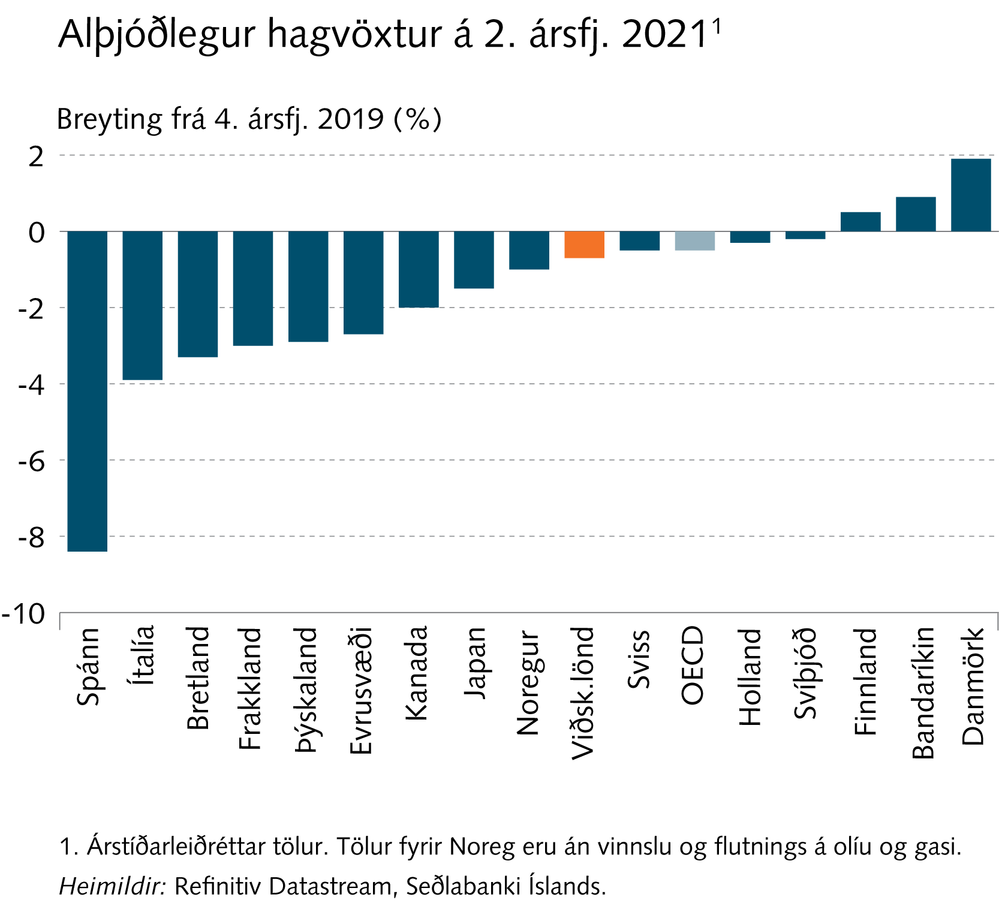 Alþjóðlegur hagvöxtur á 2. ársfj. 2021¹
Breyting frá 4. ársfj. 2019 (%)
2
0
-2
-4
-6
-8
-10
Spánn
Ítalía
Bretland
Frakkland
Þýskaland
Evrusvæði
Kanada
Japan
Noregur
Viðsk.lönd
Sviss
OECD
Holland
Svíþjóð
Finnland
Bandaríkin
Danmörk
1. Árstíðarleiðréttar tölur. Tölur fyrir Noreg eru án vinnslu og flutnings á olíu og gasi.
Heimildir: Refinitiv Datastream, Seðlabanki Íslands.